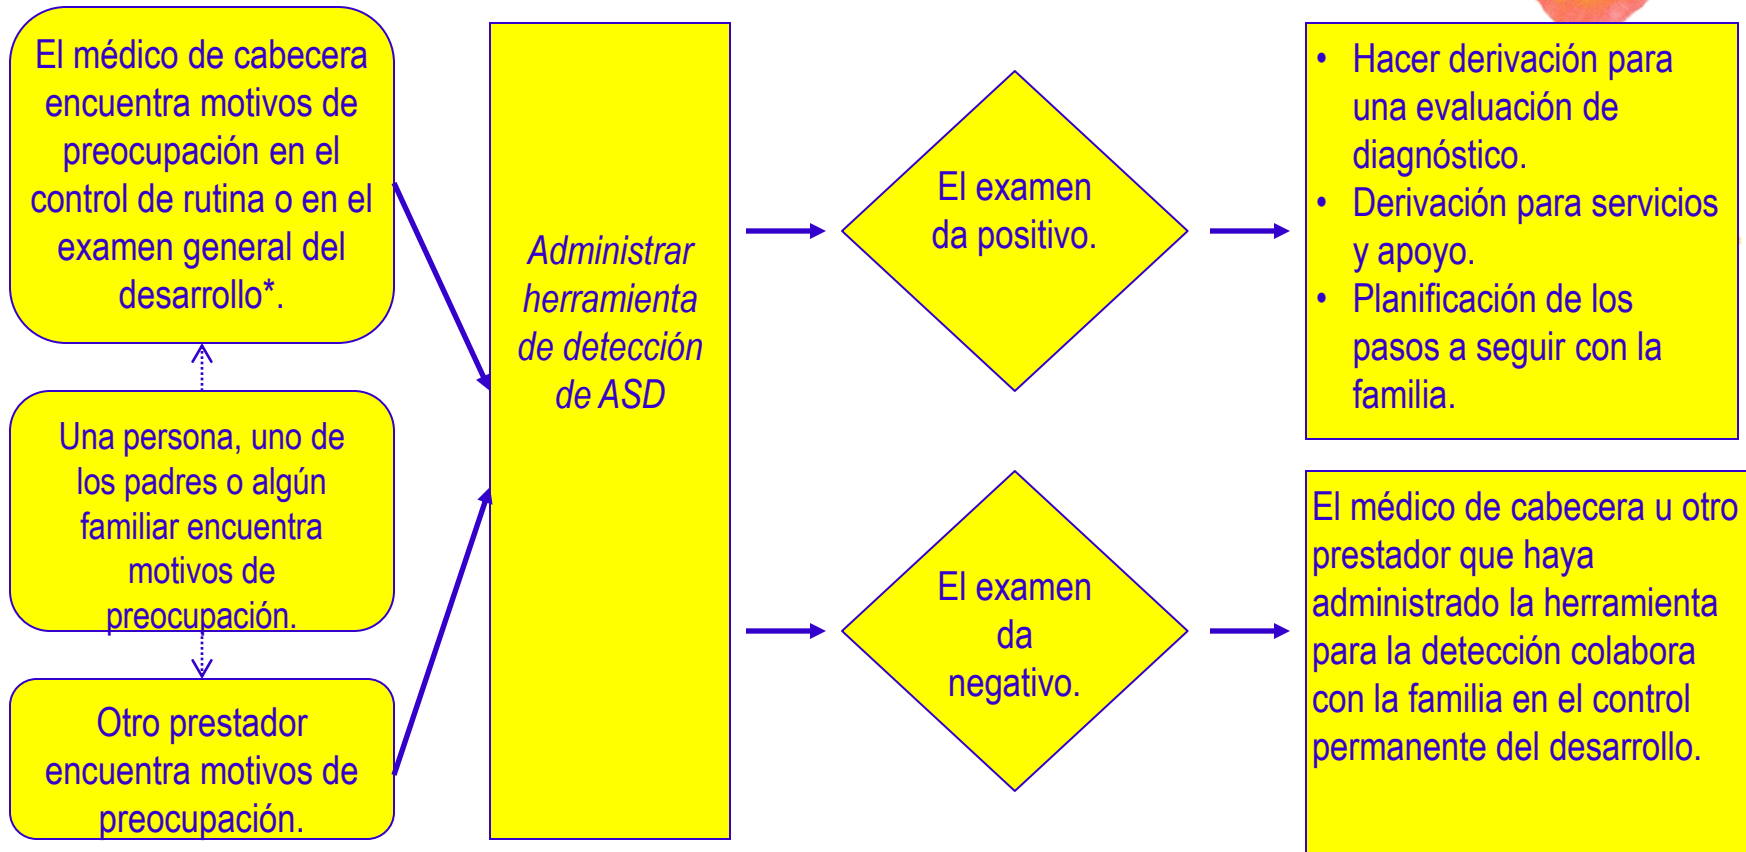 El médico de cabecera
encuentra motivos de
preocupación en el
control de rutina o en el
examen general del
desarrollo*.
Una persona, uno de
los padres o algún
familiar encuentra
motivos de
preocupación.
Otro prestador
encuentra motivos de
preocupación.
Administrar
herramienta
de detección
de ASD
El examen
da positivo.
El examen
da
negativo.
• Hacer derivación para
una evaluación de
diagnóstico.
• Derivación para servicios
y apoyo.
• Planificación de los
pasos a seguir con la
familia.
El médico de cabecera u otro
prestador que haya
administrado la herramienta
para la detección colabora
con la familia en el control
permanente del desarrollo.